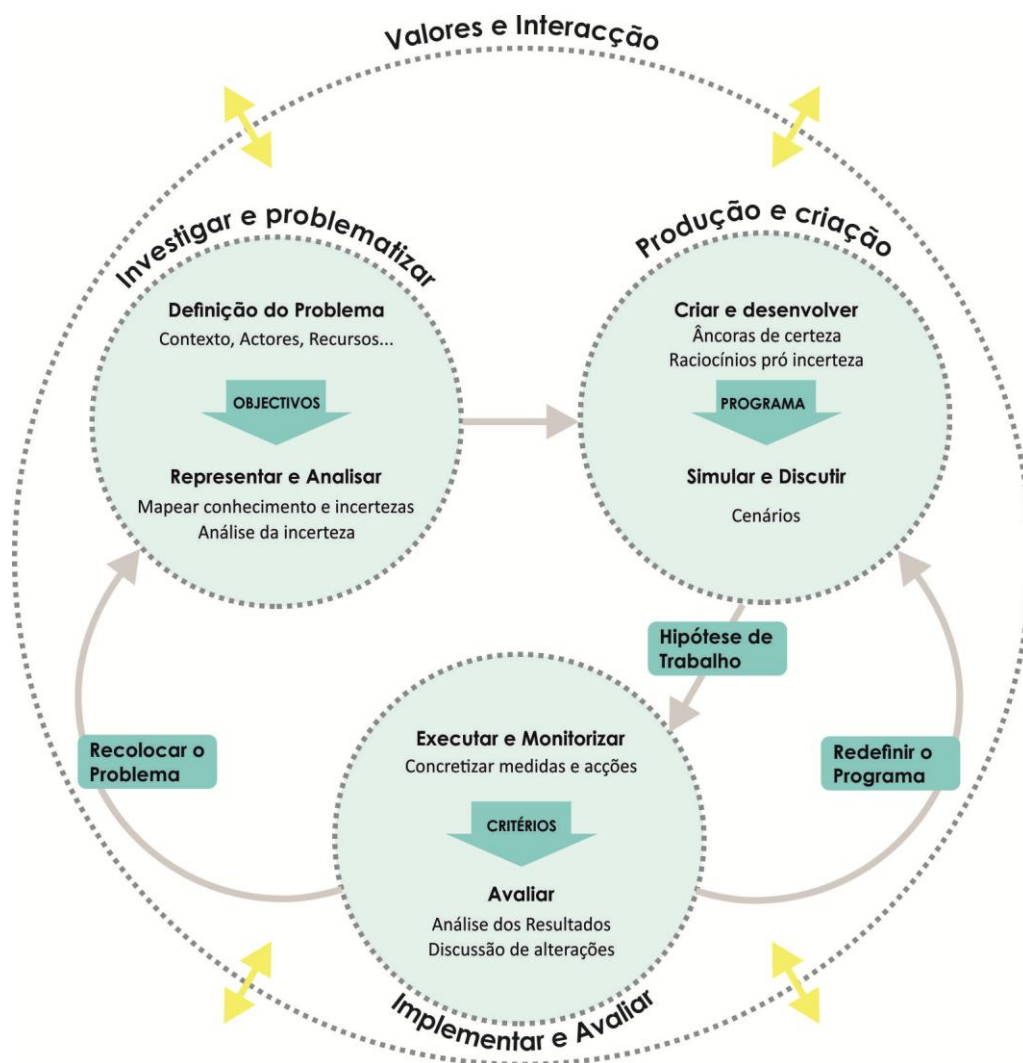 Valores e Interacção
Investigar e problematizar
Definição do Problema
Contexto, Actores, Recursos...
OBJECTIVOS
Representar e Analisar
Mapear conhecimento e incertezas
Análise da incerteza
Produção e criação
Criar e desenvolver
Âncoras de certeza
Raciocínios pró incerteza
PROGRAMA
Simular e Discutir
Cenários
Hipótese de
Trabalho
Recolocar o
Problema
Redefinir o
Programa
Executar e Monitorizar
Concretizar medidas e acções
CRITÉRIOS
Avaliar
Análise dos Resultados
Discussão de alterações
Implementar e Avaliar